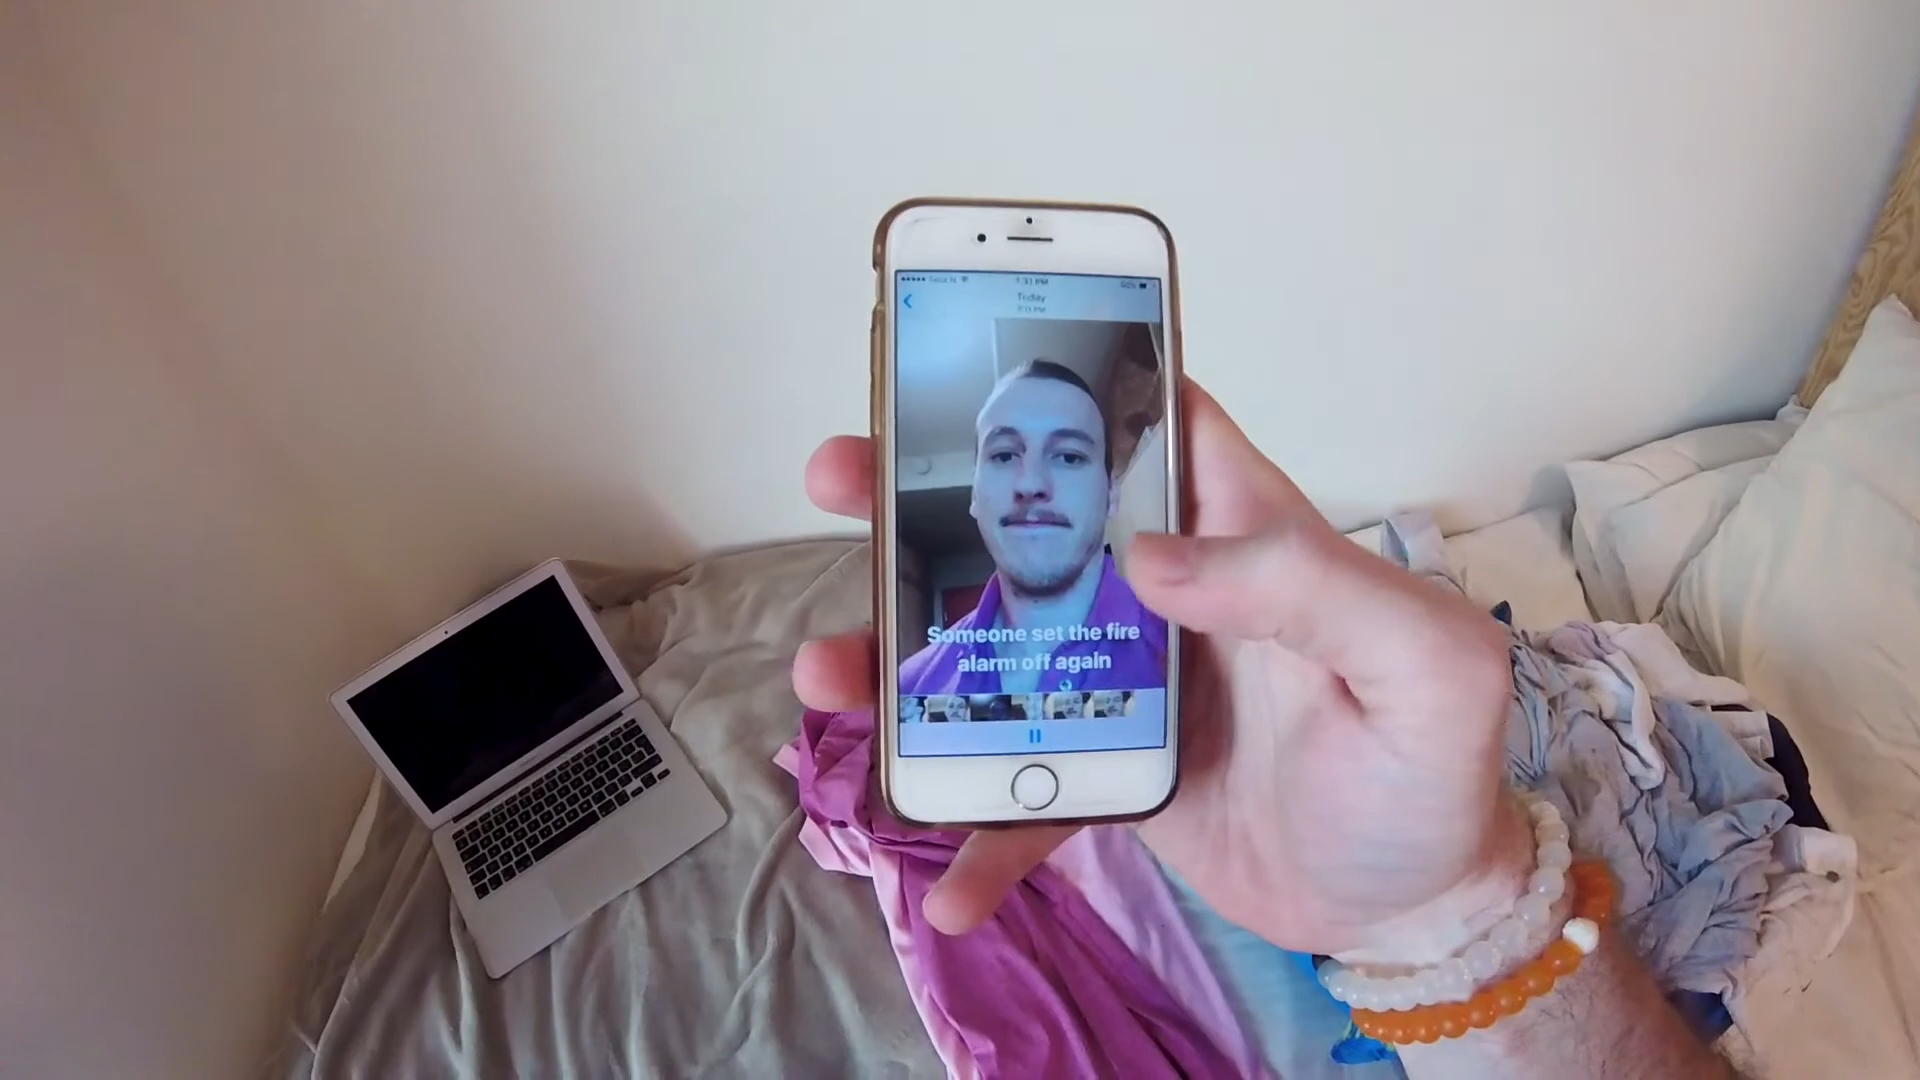 Today
Someone set the fire
alarm off again